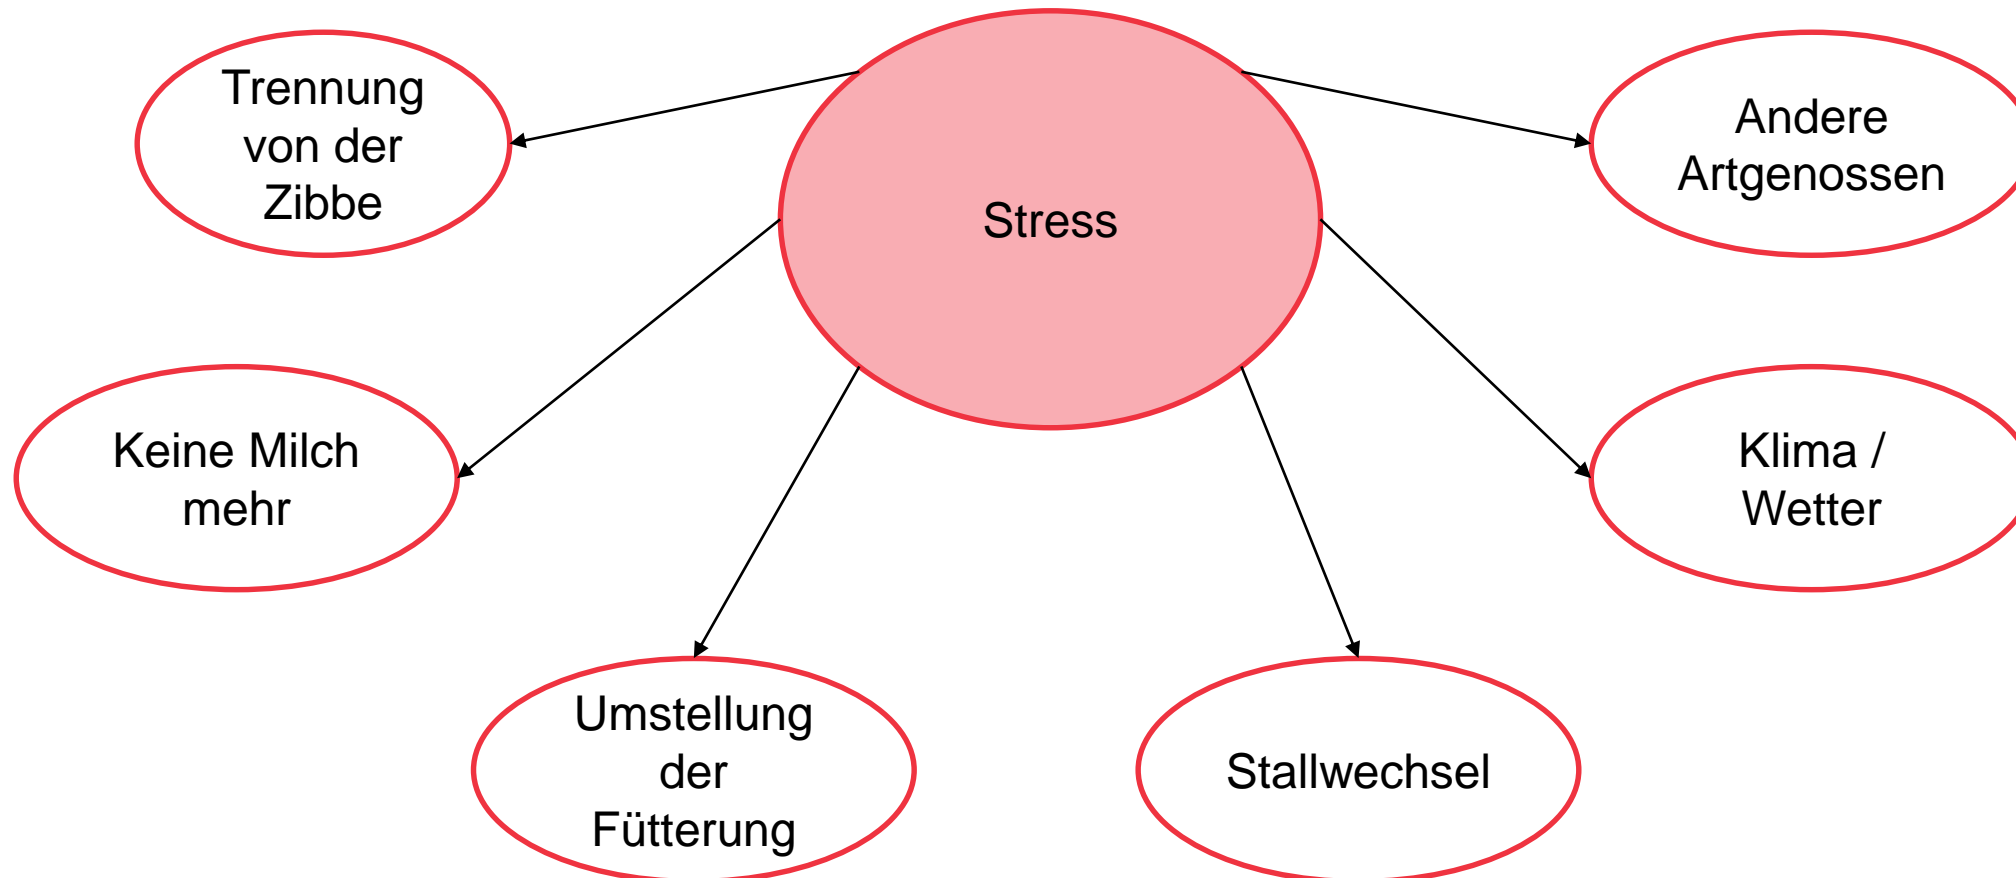 Trennung
von der
Zibbe
Stress
Andere
Artgenossen
Keine Milch
mehr
Klima /
Wetter
Umstellung
der
Fütterung
Stallwechsel